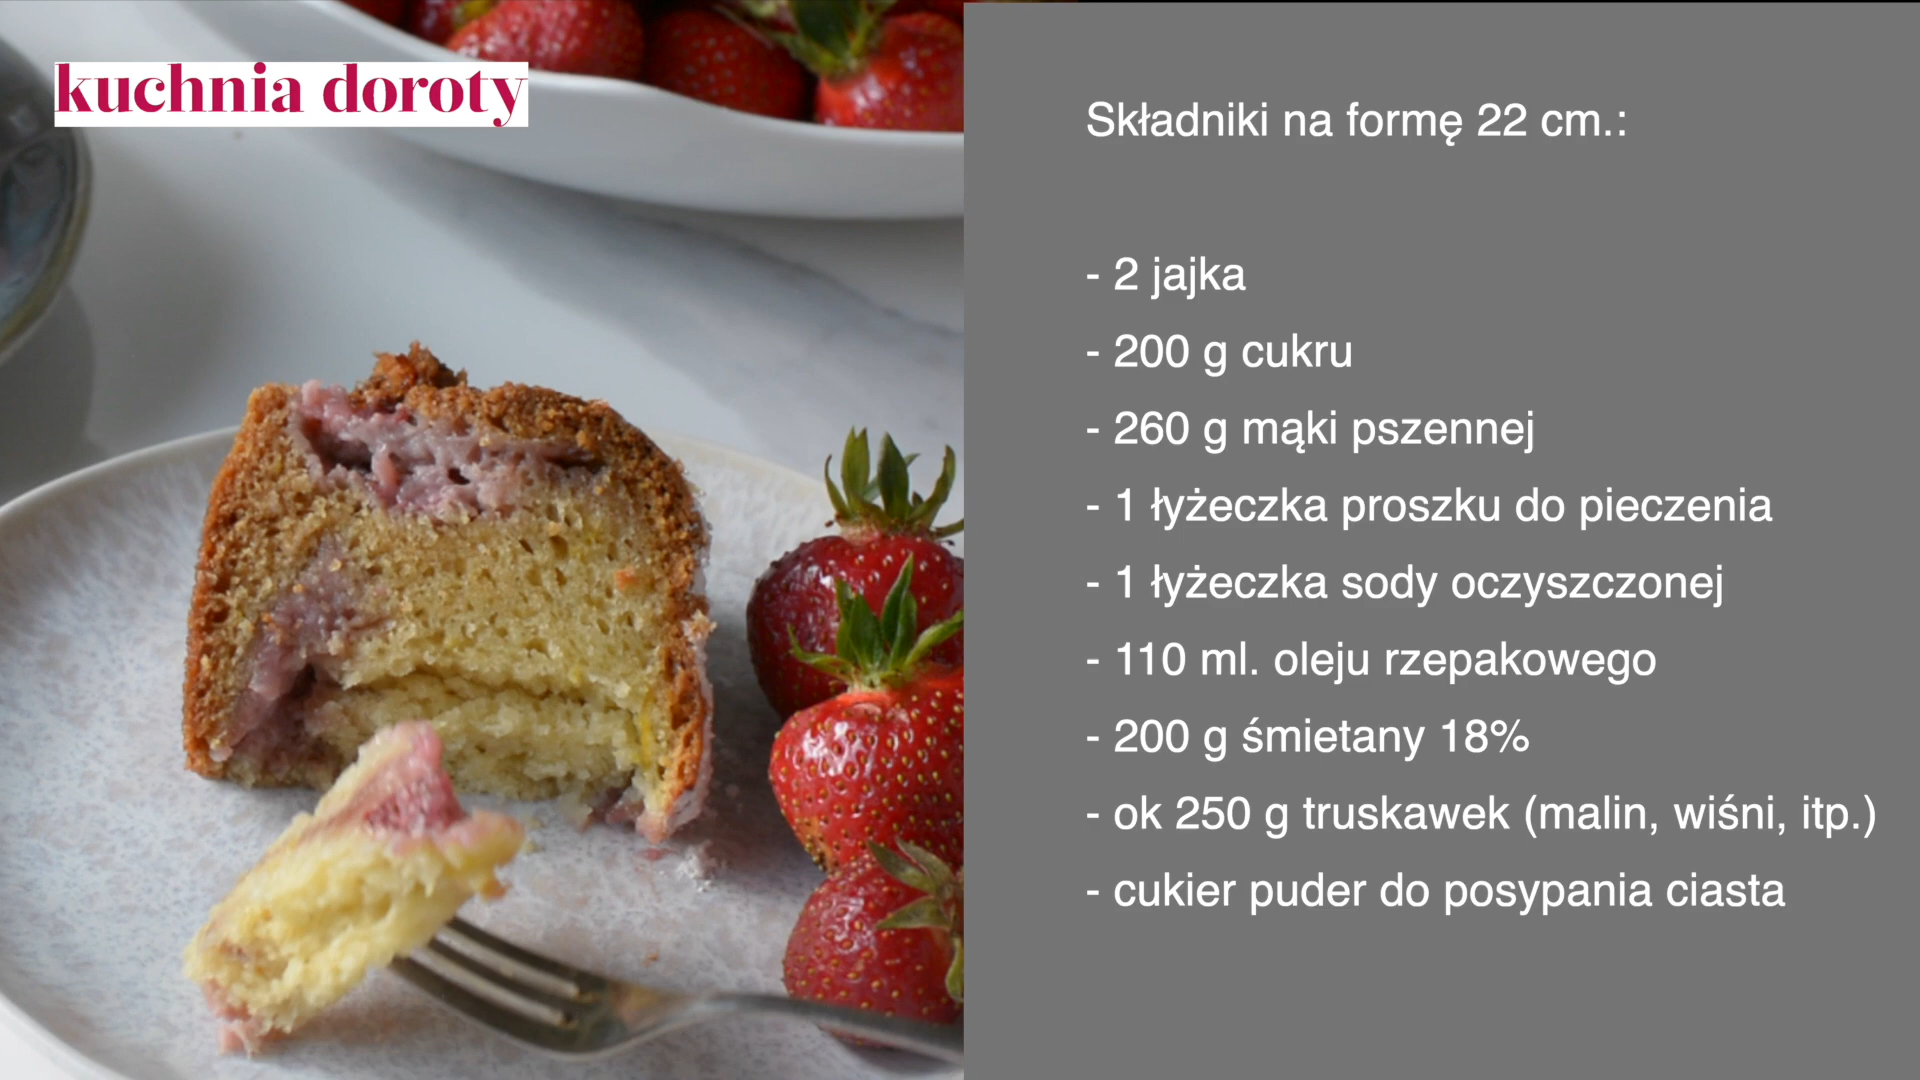 kuchnia doroty
Składniki na formę 22 cm.:
- 2 jajka
- 200 g cukru
- 260 g mąki pszennej
- 1 łyżeczka proszku do pieczenia
- 1 łyżeczka sody oczyszczonej
- 110 ml. oleju rzepakowego
- 200 g śmietany 18%
- ok 250 g truskawek (malin, wiśni, itp.)
- cukier puder do posypania ciasta